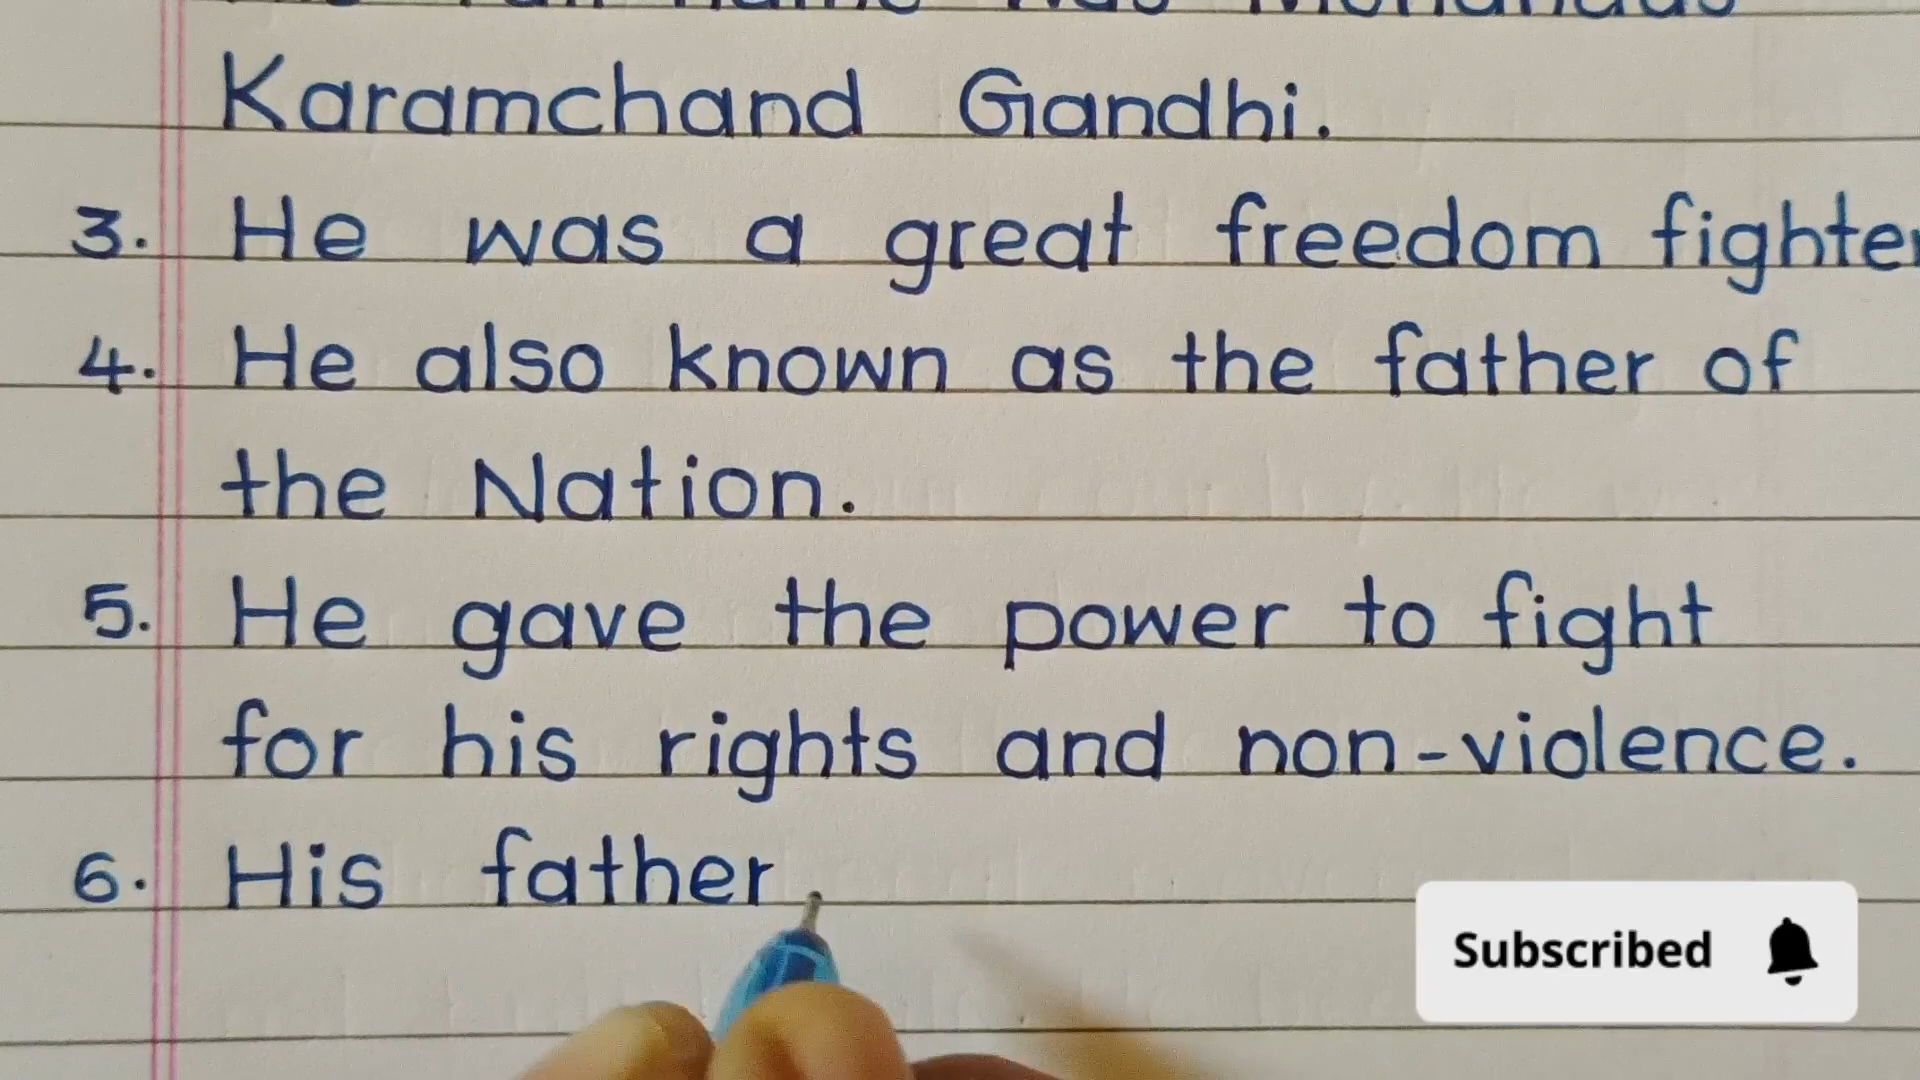 Karamchand Gandhi.
3. He was a great freedom fighter
4. He also known as the father of
the Nation.
5. He gave the power to fight
for his rights and non-violence.
6. His father
Subscribed